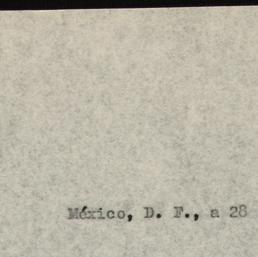 México, D. F., a 28